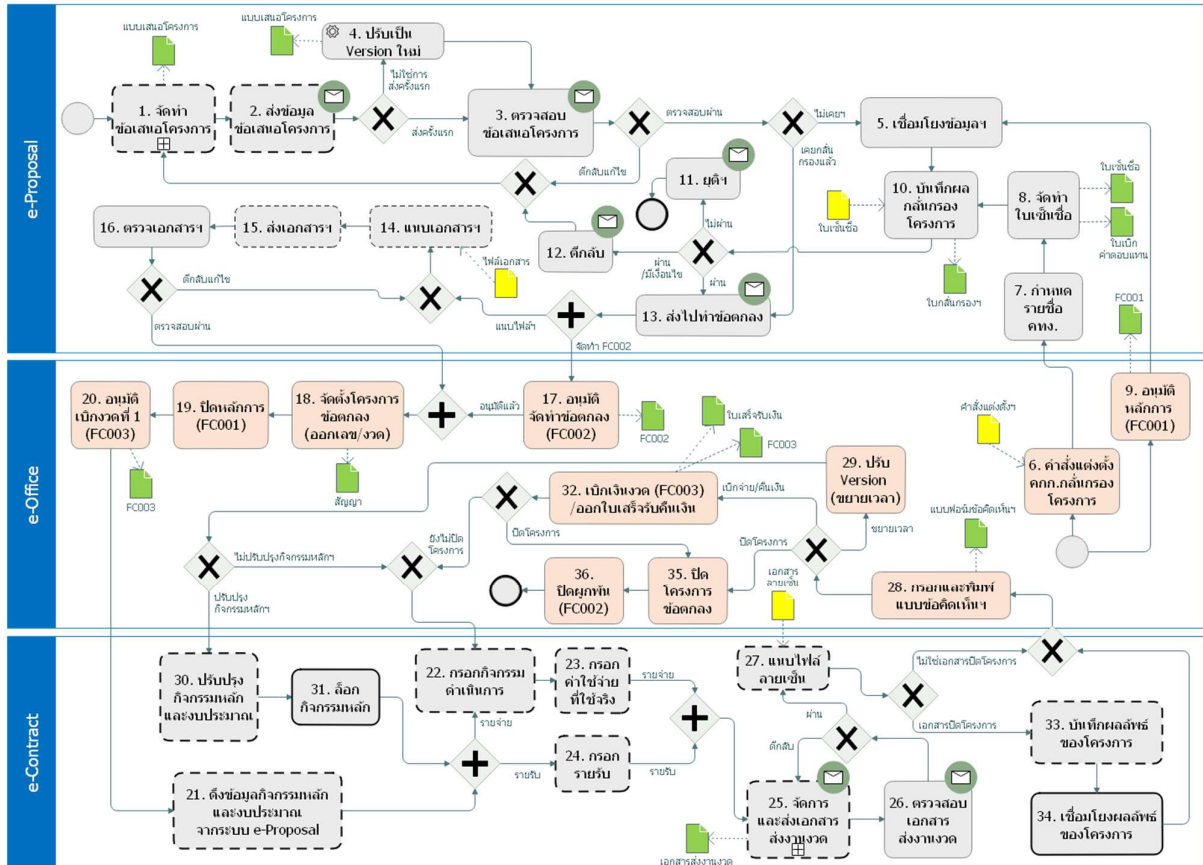 e-Proposal
แบบเสนอโครงการ
1. จัดทำ
ข้อเสนอโครงการ
2. ส่งข้อมูล
ข้อเสนอโครงการ
แบบเสนอโครงการ
4. ปรับเป็น
Version ใหม่
ไม่ใช่การ
ส่งครั้งแรก
ส่งครั้งแรก
3. ตรวจสอบ
ข้อเสนอโครงการ
ตรวจสอบผ่าน
ตีกลับแก้ไข
ไม่เคยฯ
เคยกลั่น
กรองแล้ว
5. เชื่อมโยงข้อมูลฯ
11. ยุติฯ
ไม่ผ่าน
10. บันทึกผล
กลั่นกรอง
โครงการ
ใบเซ็นชื่อ
ใบกลั่นกรองฯ
8. จัดทำ
ใบเซ็นชื่อ
ใบเซ็นชื่อ
ใบเบิก
ค่าตอบแทน
16. ตรวจเอกสารฯ
15. ส่งเอกสารฯ
14. แนบเอกสารฯ
12. ตีกลับ
ผ่าน
/มีเงื่อนไข
ผ่าน
ไฟล์เอกสาร
7. กำหนด
รายชื่อ
คทง.
FC001
ตีกลับแก้ไข
แนบไฟล์ฯ
13. ส่งไปทำข้อตกลง
ตรวจสอบผ่าน
จัดทำ FC002
e-Office
20. อนุมัติ
เบิกงวดที่ 1
(FC003)
19. ปิดหลักการ
(FC001)
18. จัดตั้งโครงการ
ข้อตกลง
(ออกเลข/งวด)
อนุมัติแล้ว
17. อนุมัติ
จัดทำข้อตกลง
(FC002)
FC002
ใบเสร็จรับเงิน
FC003
คำสั่งแต่งตั้งฯ
9. อนุมัติ
หลักการ
(FC001)
FC003
สัญญา
32. เบิกเงินงวด (FC003)
/ออกใบเสร็จรับคืนเงิน
เบิกจ่าย/คืนเงิน
29. ปรับ
Version
(ขยายเวลา)
6. คำสั่งแต่งตั้ง
คกก.กลั่นกรอง
โครงการ
ขยายเวลา
แบบฟอร์มข้อคิดเห็นฯ
ไม่ปรับปรุงกิจกรรมหลักฯ
ยังไม่ปิด
โครงการ
ปิดโครงการ
ปิดโครงการ
ปรับปรุง
กิจกรรมหลักฯ
36.
ปิดผูกพัน
(FC002)
35. ปิด
โครงการ
ข้อตกลง
เอกสาร
ลายเซ็น
28. กรอกและพิมพ์
แบบข้อคิดเห็นฯ
e-Contract
30. ปรับปรุง
กิจกรรมหลัก
และงบประมาณ
31. ล็อก
กิจกรรมหลัก
22. กรอกกิจกรรม
ดำเนินการ
23. กรอก
ค่าใช้จ่าย
ที่ใช้จริง
รายจ่าย
27. แนบไฟล์
ลายเซ็น
ไม่ใช่เอกสารปิดโครงการ
รายจ่าย
ผ่าน
เอกสารปิดโครงการ
33. บันทึกผลลัพธ์
ของโครงการ
รายรับ
24. กรอก
รายรับ
รายรับ
ตีกลับ
21. ดึงข้อมูลกิจกรรมหลัก
และงบประมาณ
จากระบบ e-Proposal
25. จัดการ
และส่งเอกสาร
ส่งงานงวด
26. ตรวจสอบ
เอกสาร
ส่งงานงวด
34. เชื่อมโยงผลลัพธ์
ของโครงการ
เอกสารส่งงานงวด